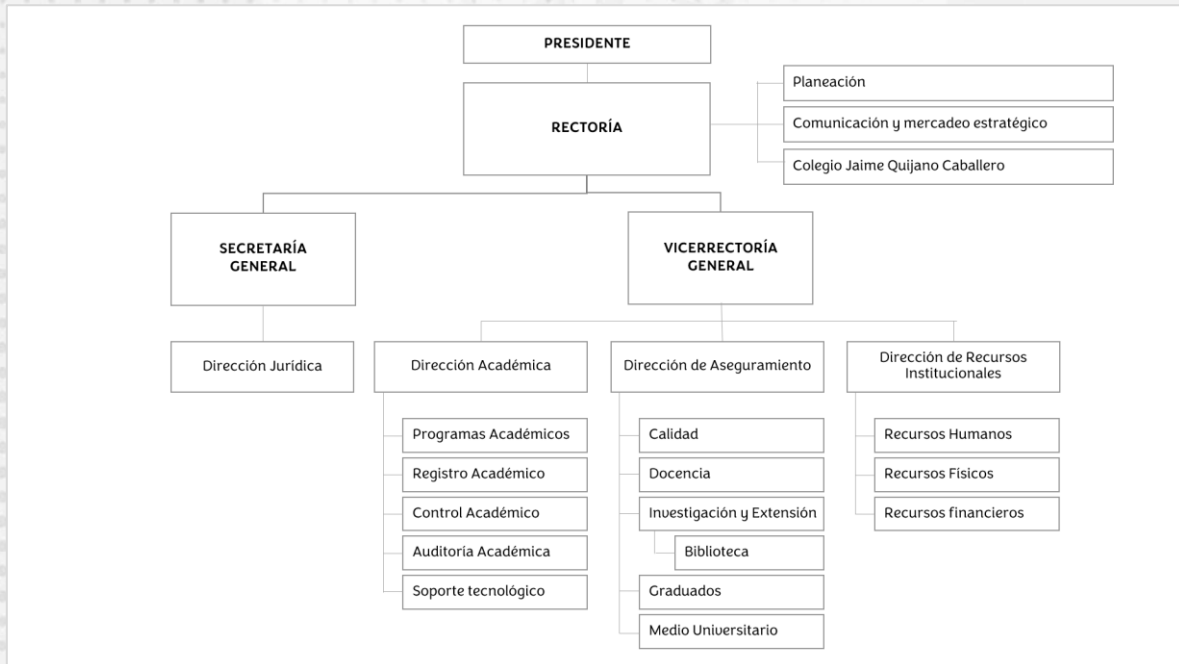 PRESIDENTE
RECTORÍA
Planeación
Comunicación y mercadeo estratégico
Colegio Jaime Quijano Caballero
SECRETARÍA
GENERAL
VICERRECTORÍA
GENERAL
Dirección Jurídica
Dirección Académica
Programas Académicos
Registro Académico
Control Académico
Auditoría Académica
Soporte tecnológico
Dirección de Aseguramiento
Calidad
Docencia
Investigación y Extensión
Biblioteca
Graduados
Medio Universitario
Dirección de Recursos
Institucionales
Recursos Humanos
Recursos Físicos
Recursos financieros